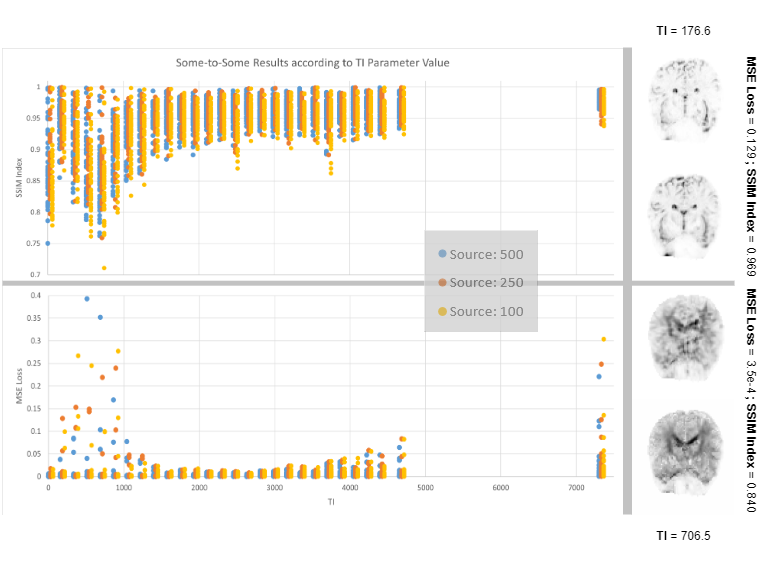 TI = 176.6
Some-to-Some Results according to TI Parameter Value
1
0.95
0.9
0.85
0.8
0.75
0.7
SSIM Index
Source: 500
Source: 250
Source: 100
0.4
0.35
0.3
0.25
0.2
0.15
0.1
0.05
0
MSE Loss
0 1000 2000 3000 4000 5000 6000 7000
TI
MSE Loss = 0.129; SSIM Index = 0.969
MSE Loss = 3.5e-4; SSIM Index = 0.840
TI = 706.5